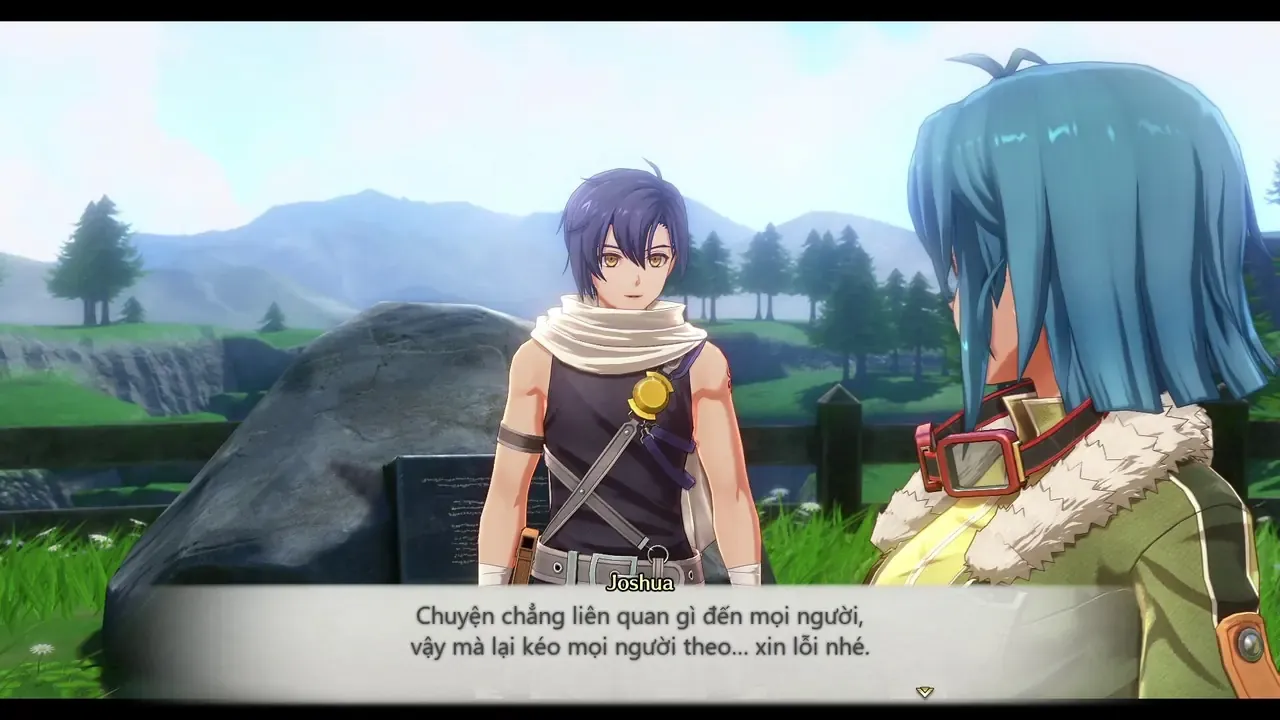 Joshua
Chuyện chẳng liên quan gì đến mọi người,
vậy mà lại kéo mọi người theo... xin lỗi nhé.